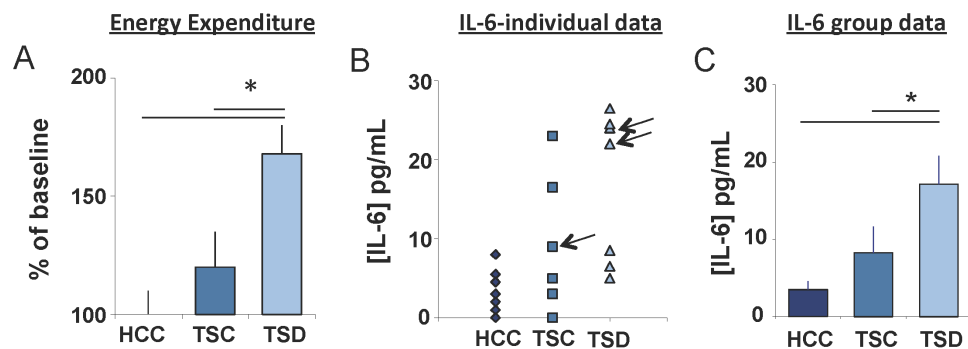 Energy Expenditure
IL-6-individual data
IL-6 group data
A
B
C
% of baseline
200
150
100
*
HCC TSC TSD
[IL-6] pg/mL
30
20
10
0
HCC TSC TSD
[IL-6] pg/mL
30
20
10
0
*
HCC TSC TSD